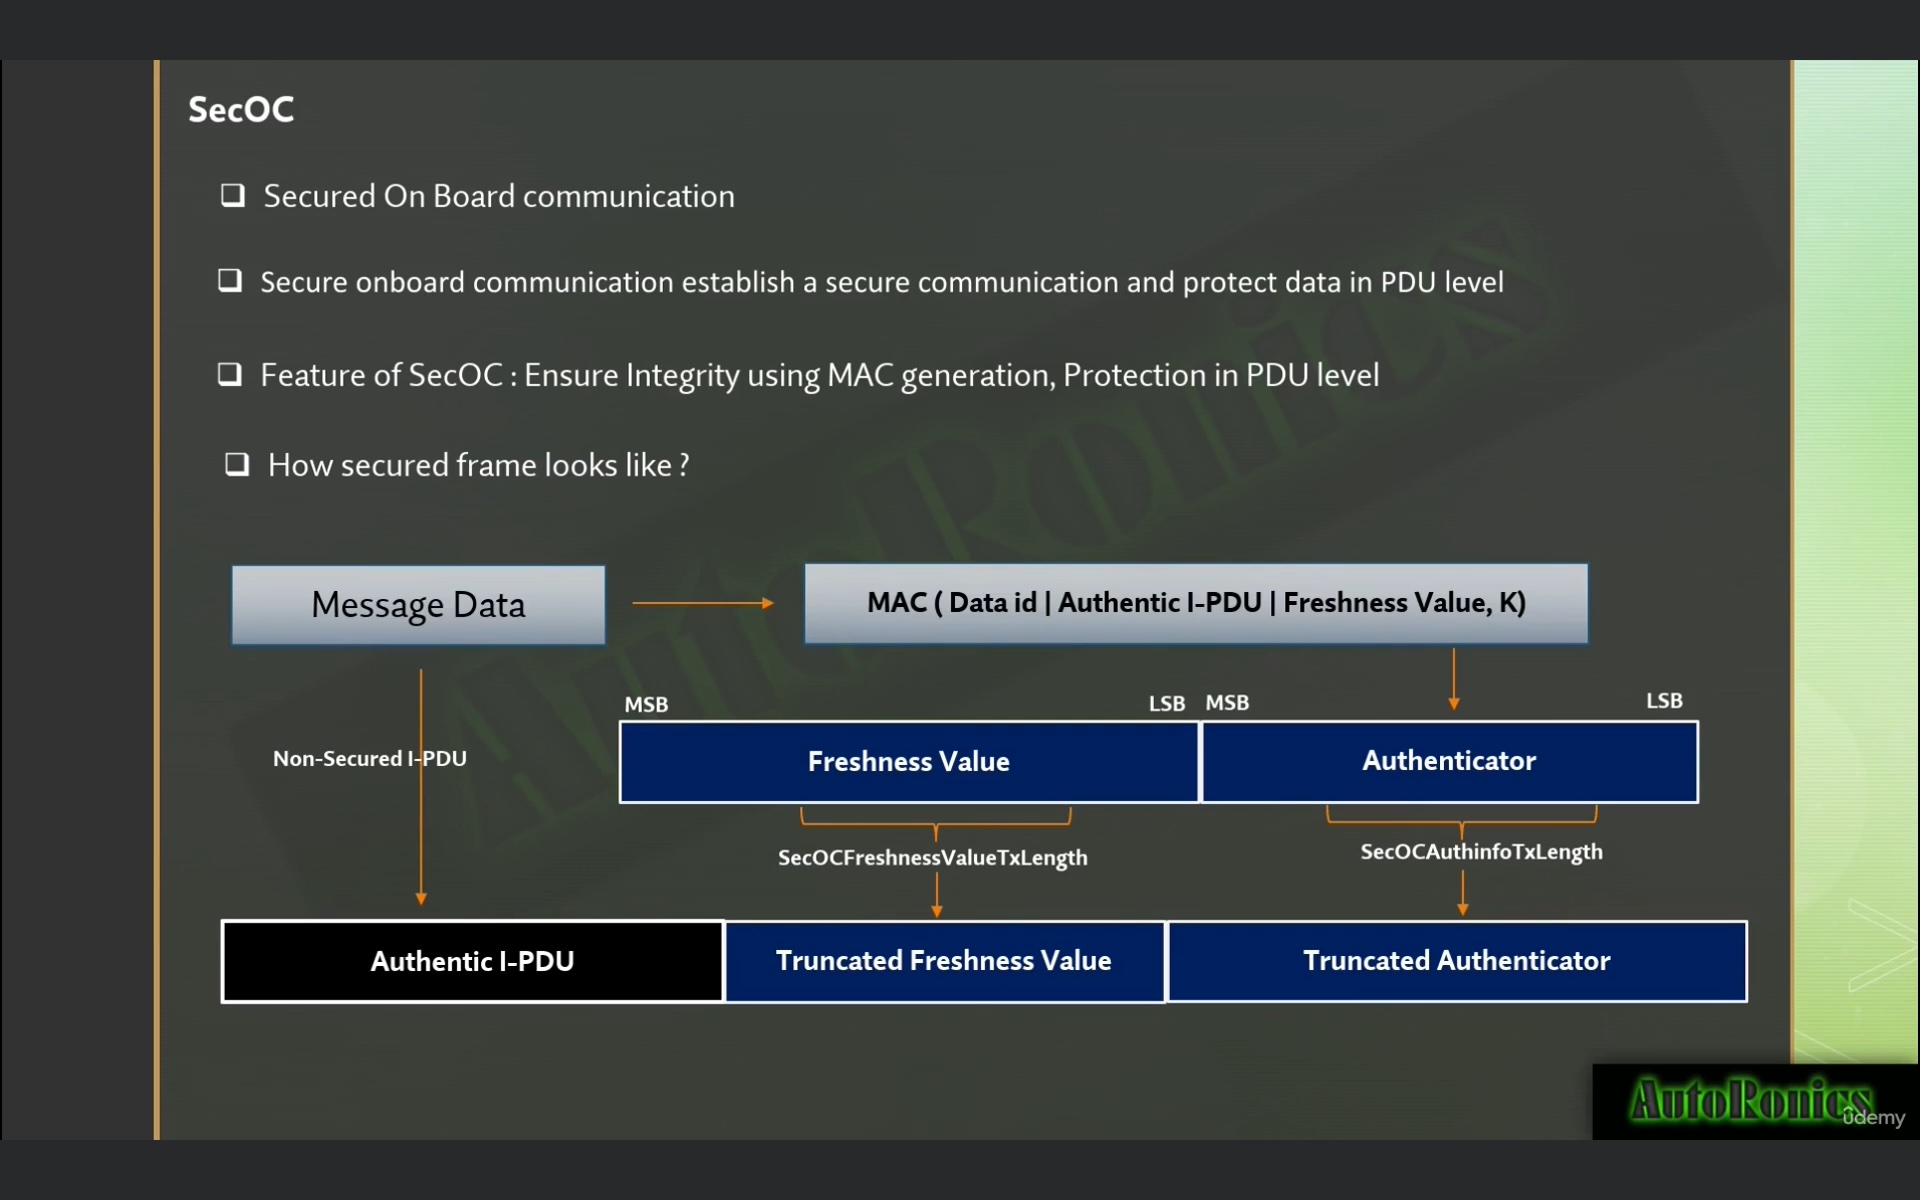 SecOC
❑ Secured On Board communication
❑ Secure onboard communication establish a secure communication and protect data in PDU level
❑ Feature of SecOC : Ensure Integrity using MAC generation, Protection in PDU level
❑ How secured frame looks like ?
Message Data
MAC ( Data id | Authentic I-PDU | Freshness Value, K)
MSB LSB MSB LSB
Non-Secured I-PDU
Freshness Value
Authenticator
SecOCFreshnessValueTxLength
SecOCAuthinfoTxLength
Authentic I-PDU
Truncated Freshness Value
Truncated Authenticator
AutoRonics
AutoRonics
ûdemy